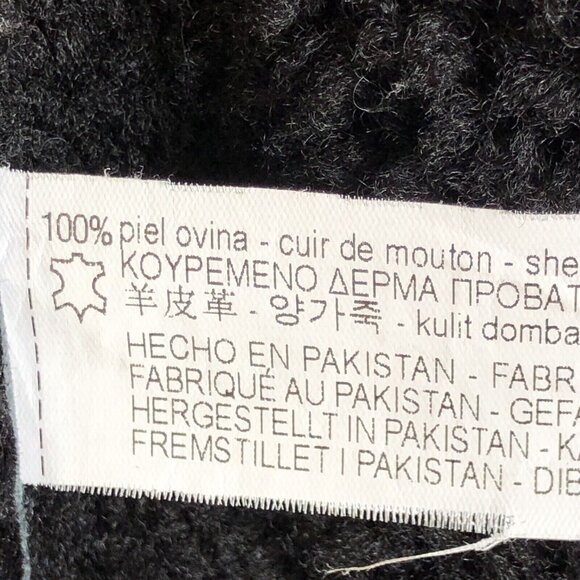 100% piel ovina - cuir de mouton - she
ΚΟΥΡΕΜΕΝΟ ΔΕΡΜΑ ΠΡΟΒΑΤ
羊皮革 - 양가죽 - kulit domba
HECHO EN PAKISTAN - FABR
FABRIQUÉ AU PAKISTAN - GEFA
HERGESTELLT IN PAKISTAN - KA
FREMSTILLET I PAKISTAN - DIB